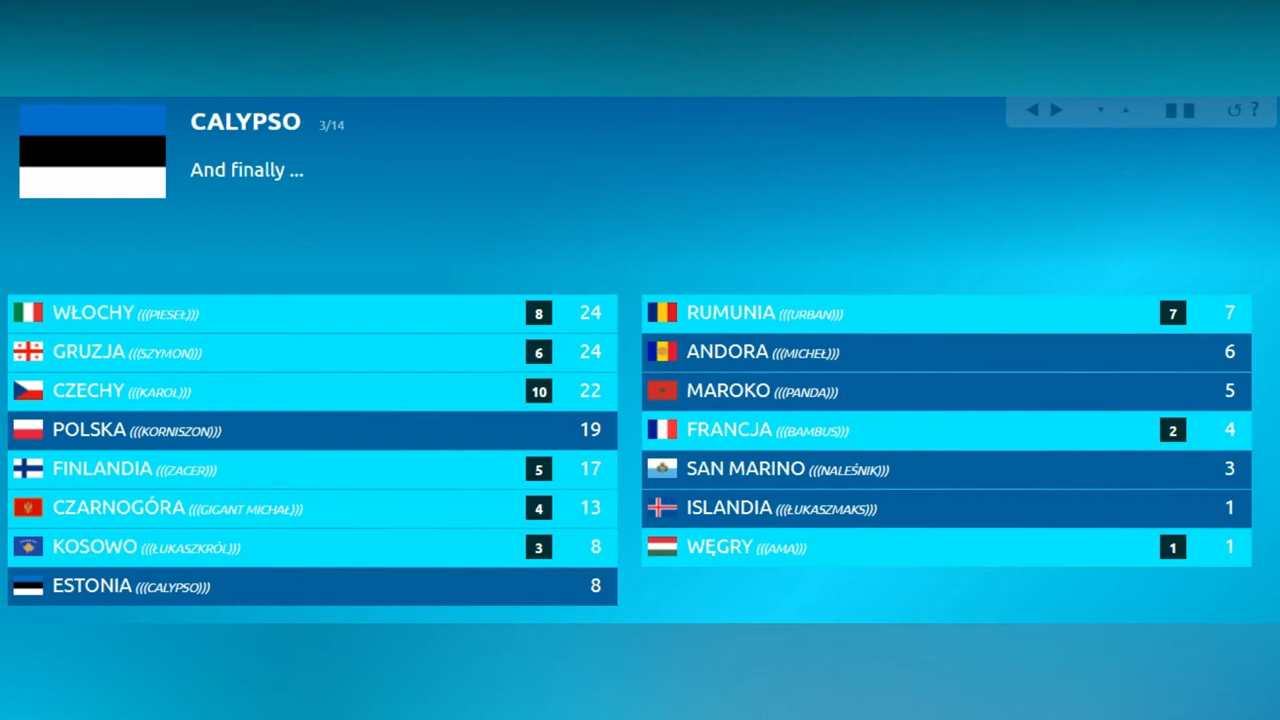 CALYPSO 3/14
And finally ...
WŁOCHY (((PIESEŁ))) 8 24
GRUZJA (((SZYMON))) 6 24
CZECHY (((KAROL))) 10 22
POLSKA (((KORNISZON))) 19
FINLANDIA (((ZACER))) 5 17
CZARNOGÓRA (((GIGANT MICHAŁ))) 4 13
KOSOWO (((ŁUKASZKRÓL))) 3 8
ESTONIA (((CALYPSO))) 8
RUMUNIA (((URBAN))) 7 7
ANDORA (((MICHEŁ))) 6
MAROKO (((PANDA))) 5
FRANCJA (((BAMBUS))) 2 4
SAN MARINO (((NALEŚNIK))) 3
ISLANDIA (((ŁUKASZMAKS))) 1
WĘGRY (((AMA))) 1 1